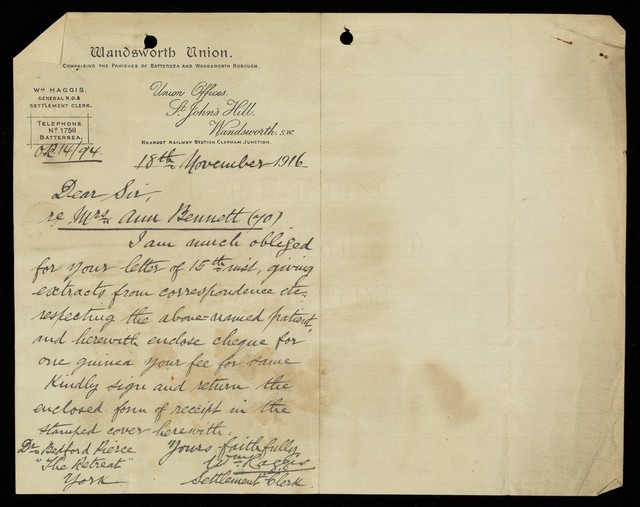 Wandsworth Union.
Comprising the Parishes of Battersea and Wandsworth Borough.
Wm Haggis,
General R.O. &
Settlement Clerk.
Union Offices,
St. John's Hill,
Wandsworth. S.W.
Telephone
No 1758
Battersea.
Nearest Railway Station Clapham Junction.
14/94.
18th November 1916
Dear Sir,
re Mrs. Ann Bennett (70)
I am much obliged
for your letter of 15th inst, giving
extracts from correspondence etc.
respecting the above-named patient,
and herewith enclose cheque for
one guinea your fee for same
Kindly sign and return the
enclosed form of receipt in the
stamped cover herewith.
Yours faithfully
Wm Haggis
Settlement Clerk
Dr. Bedford Pierce
"The Retreat"
York